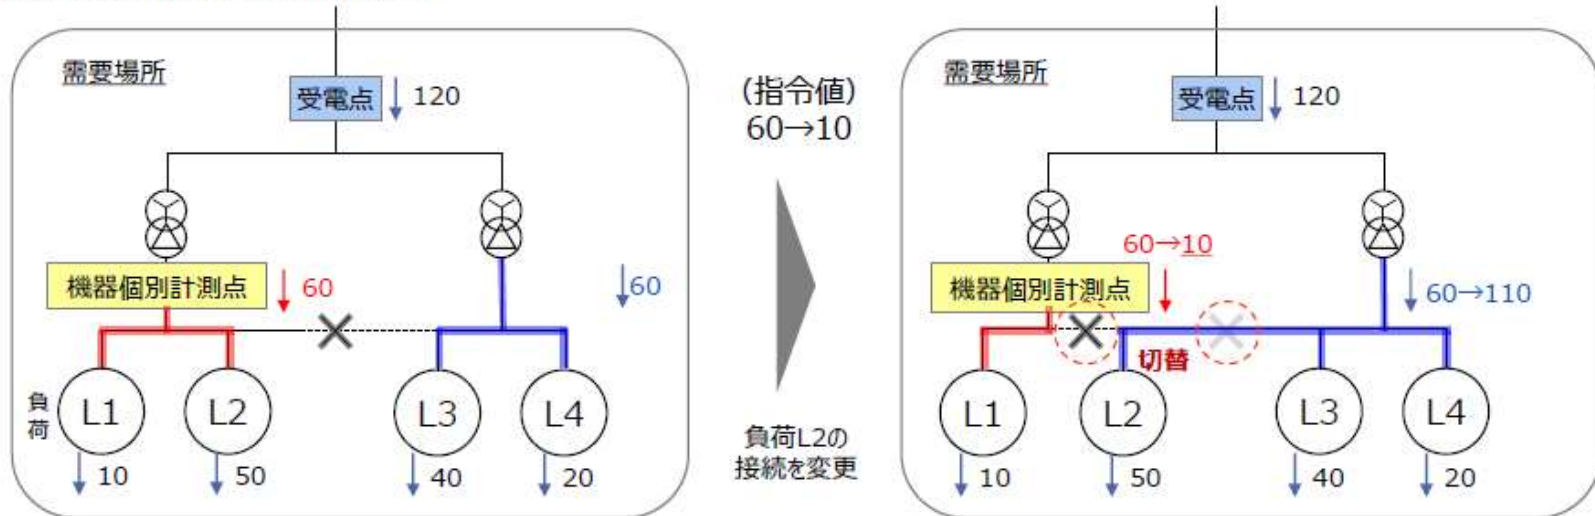 需要場所
受電点
120
機器個別計測点
60
60
負荷
L1
L2
L3
L4
10
50
40
20
(指令値)
60→10
負荷L2の
接続を変更
需要場所
受電点
120
60→10
機器個別計測点
60→110
切替
L1
L2
L3
L4
10
50
40
20